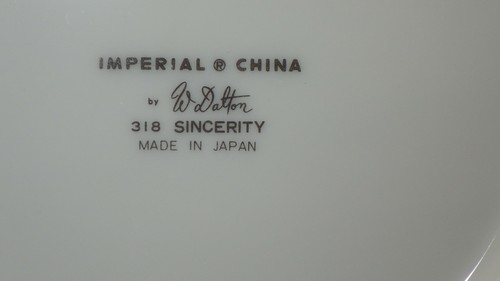 IMPERIAL ® CHINA
by W Dalton
318 SINCERITY
MADE IN JAPAN